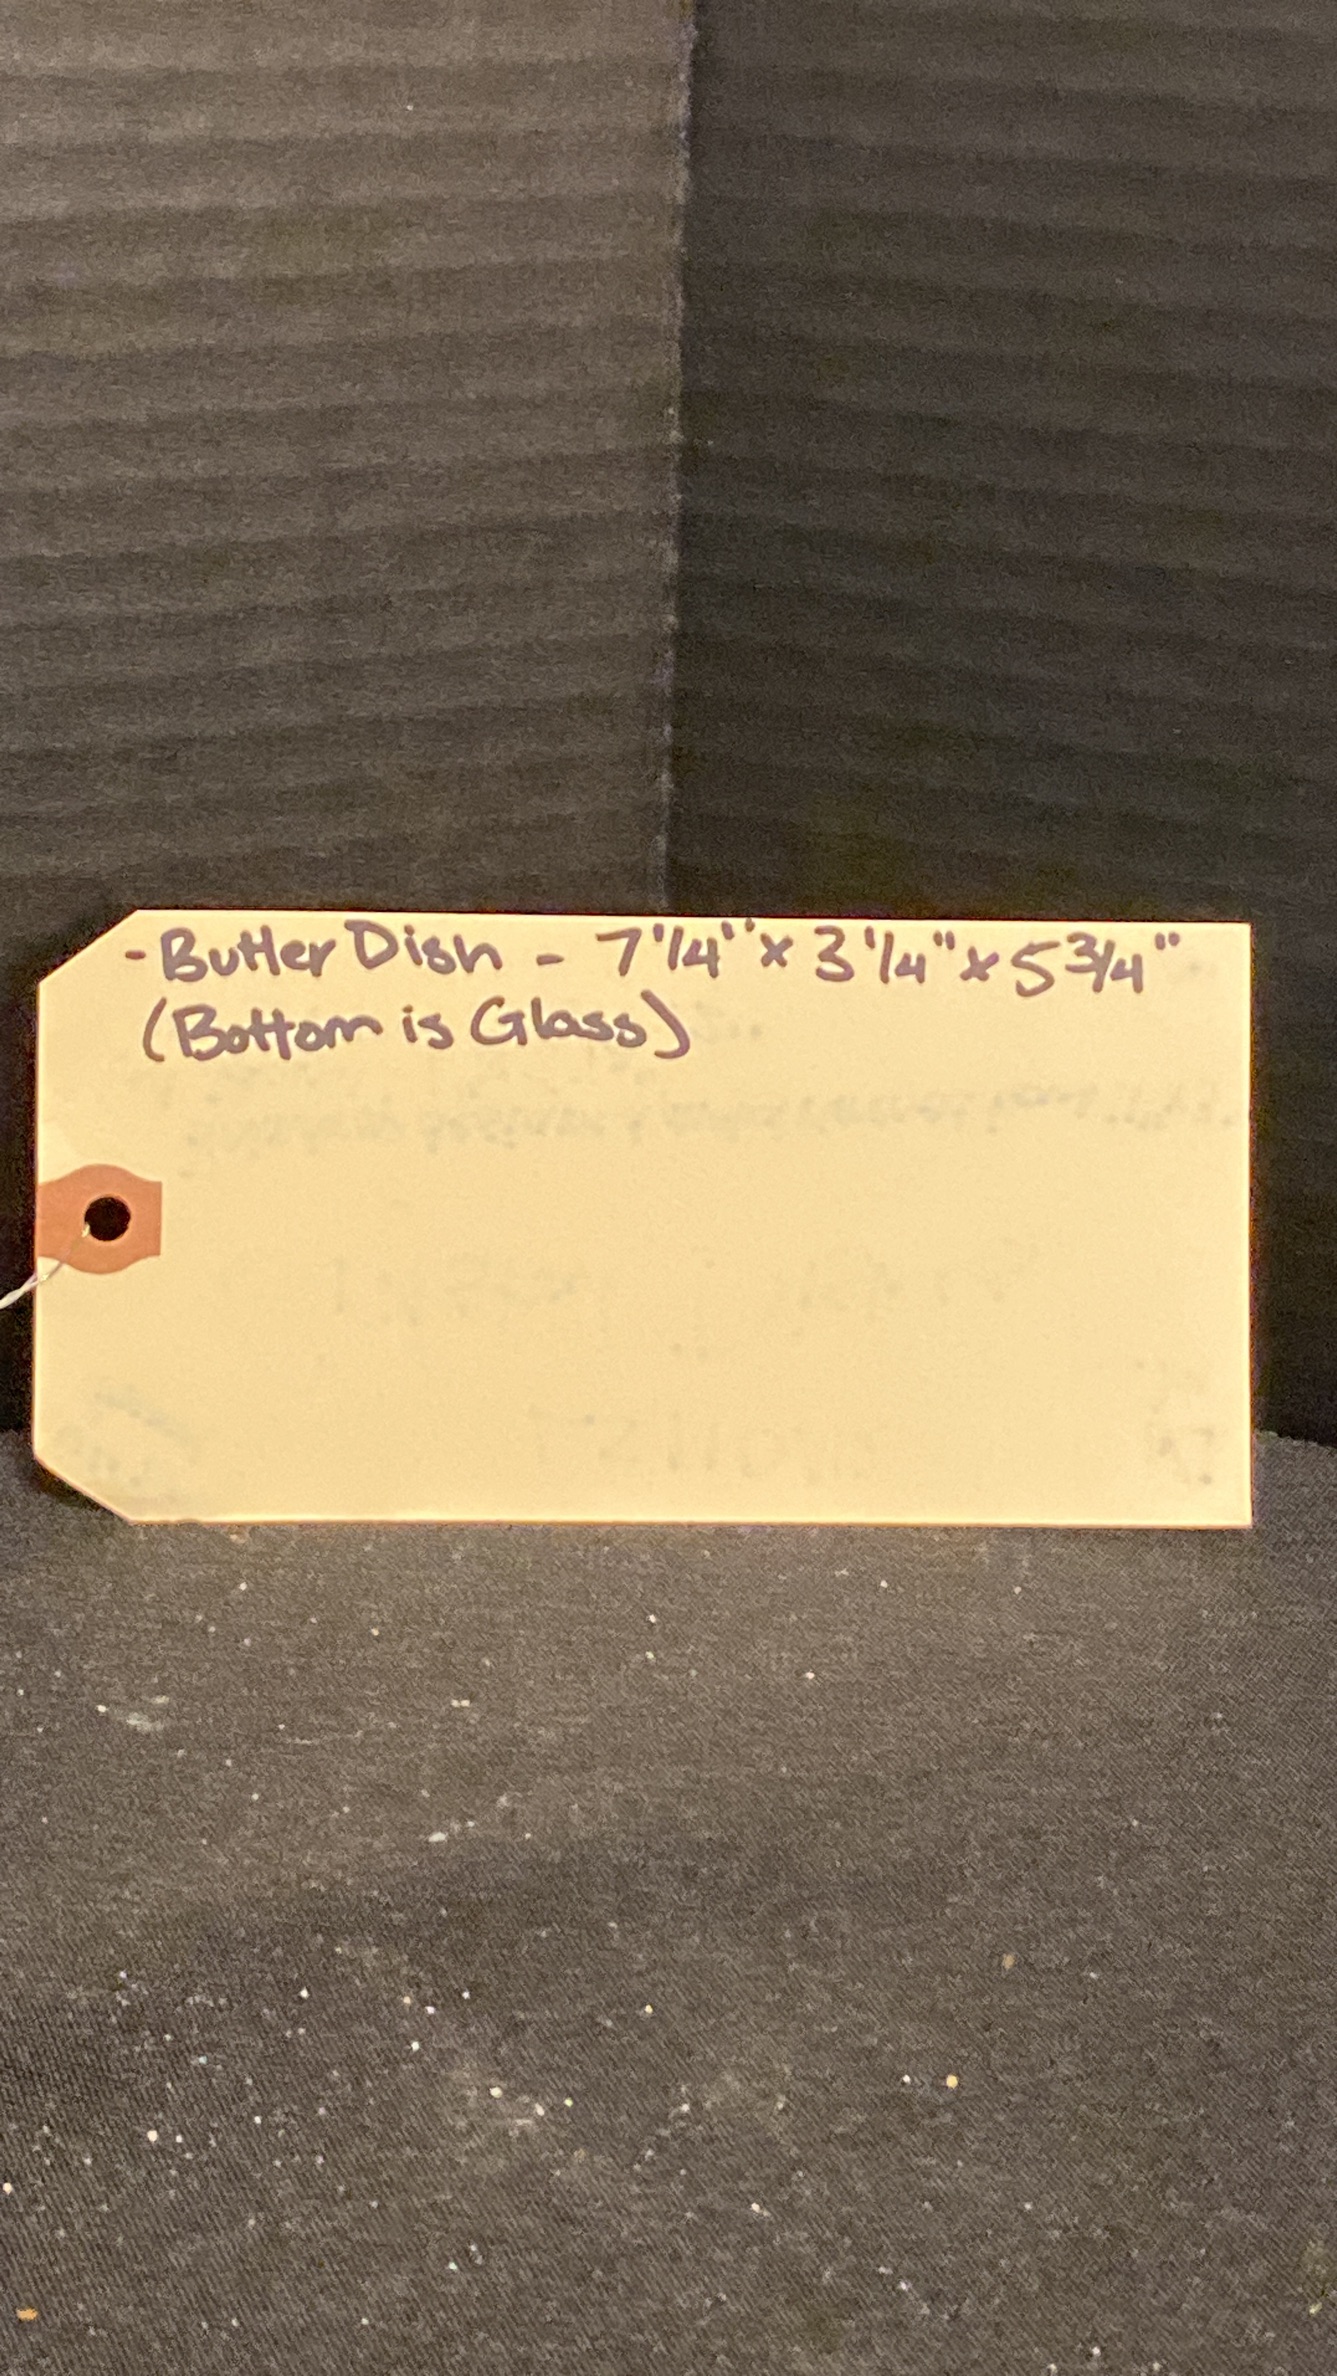 - Butter Dish - 7 1/4" x 3 1/4" x 5 3/4"
(Bottom is Glass)